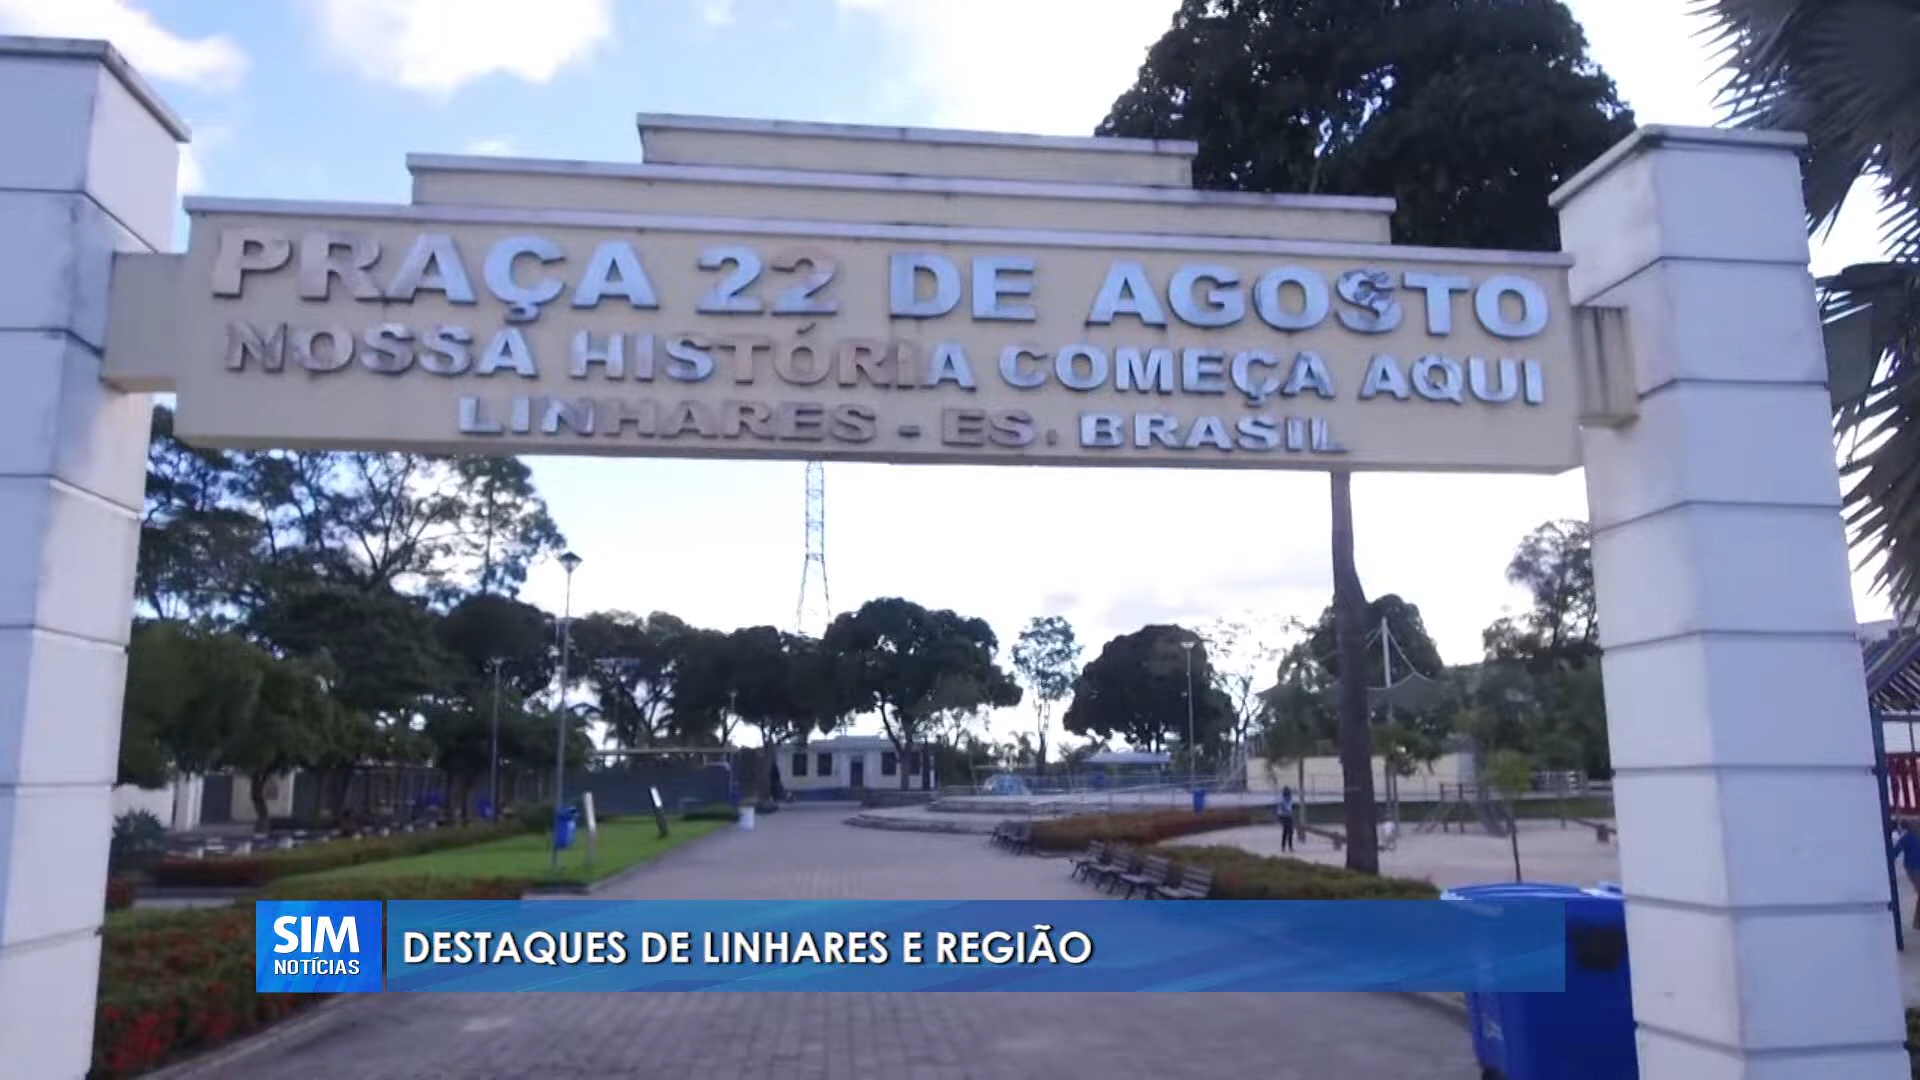 PRAÇA 22 DE AGOSTO
NOSSA HISTÓRIA COMEÇA AQUI
LINHARES - ES. BRASIL
SIM
NOTÍCIAS
DESTAQUES DE LINHARES E REGIÃO